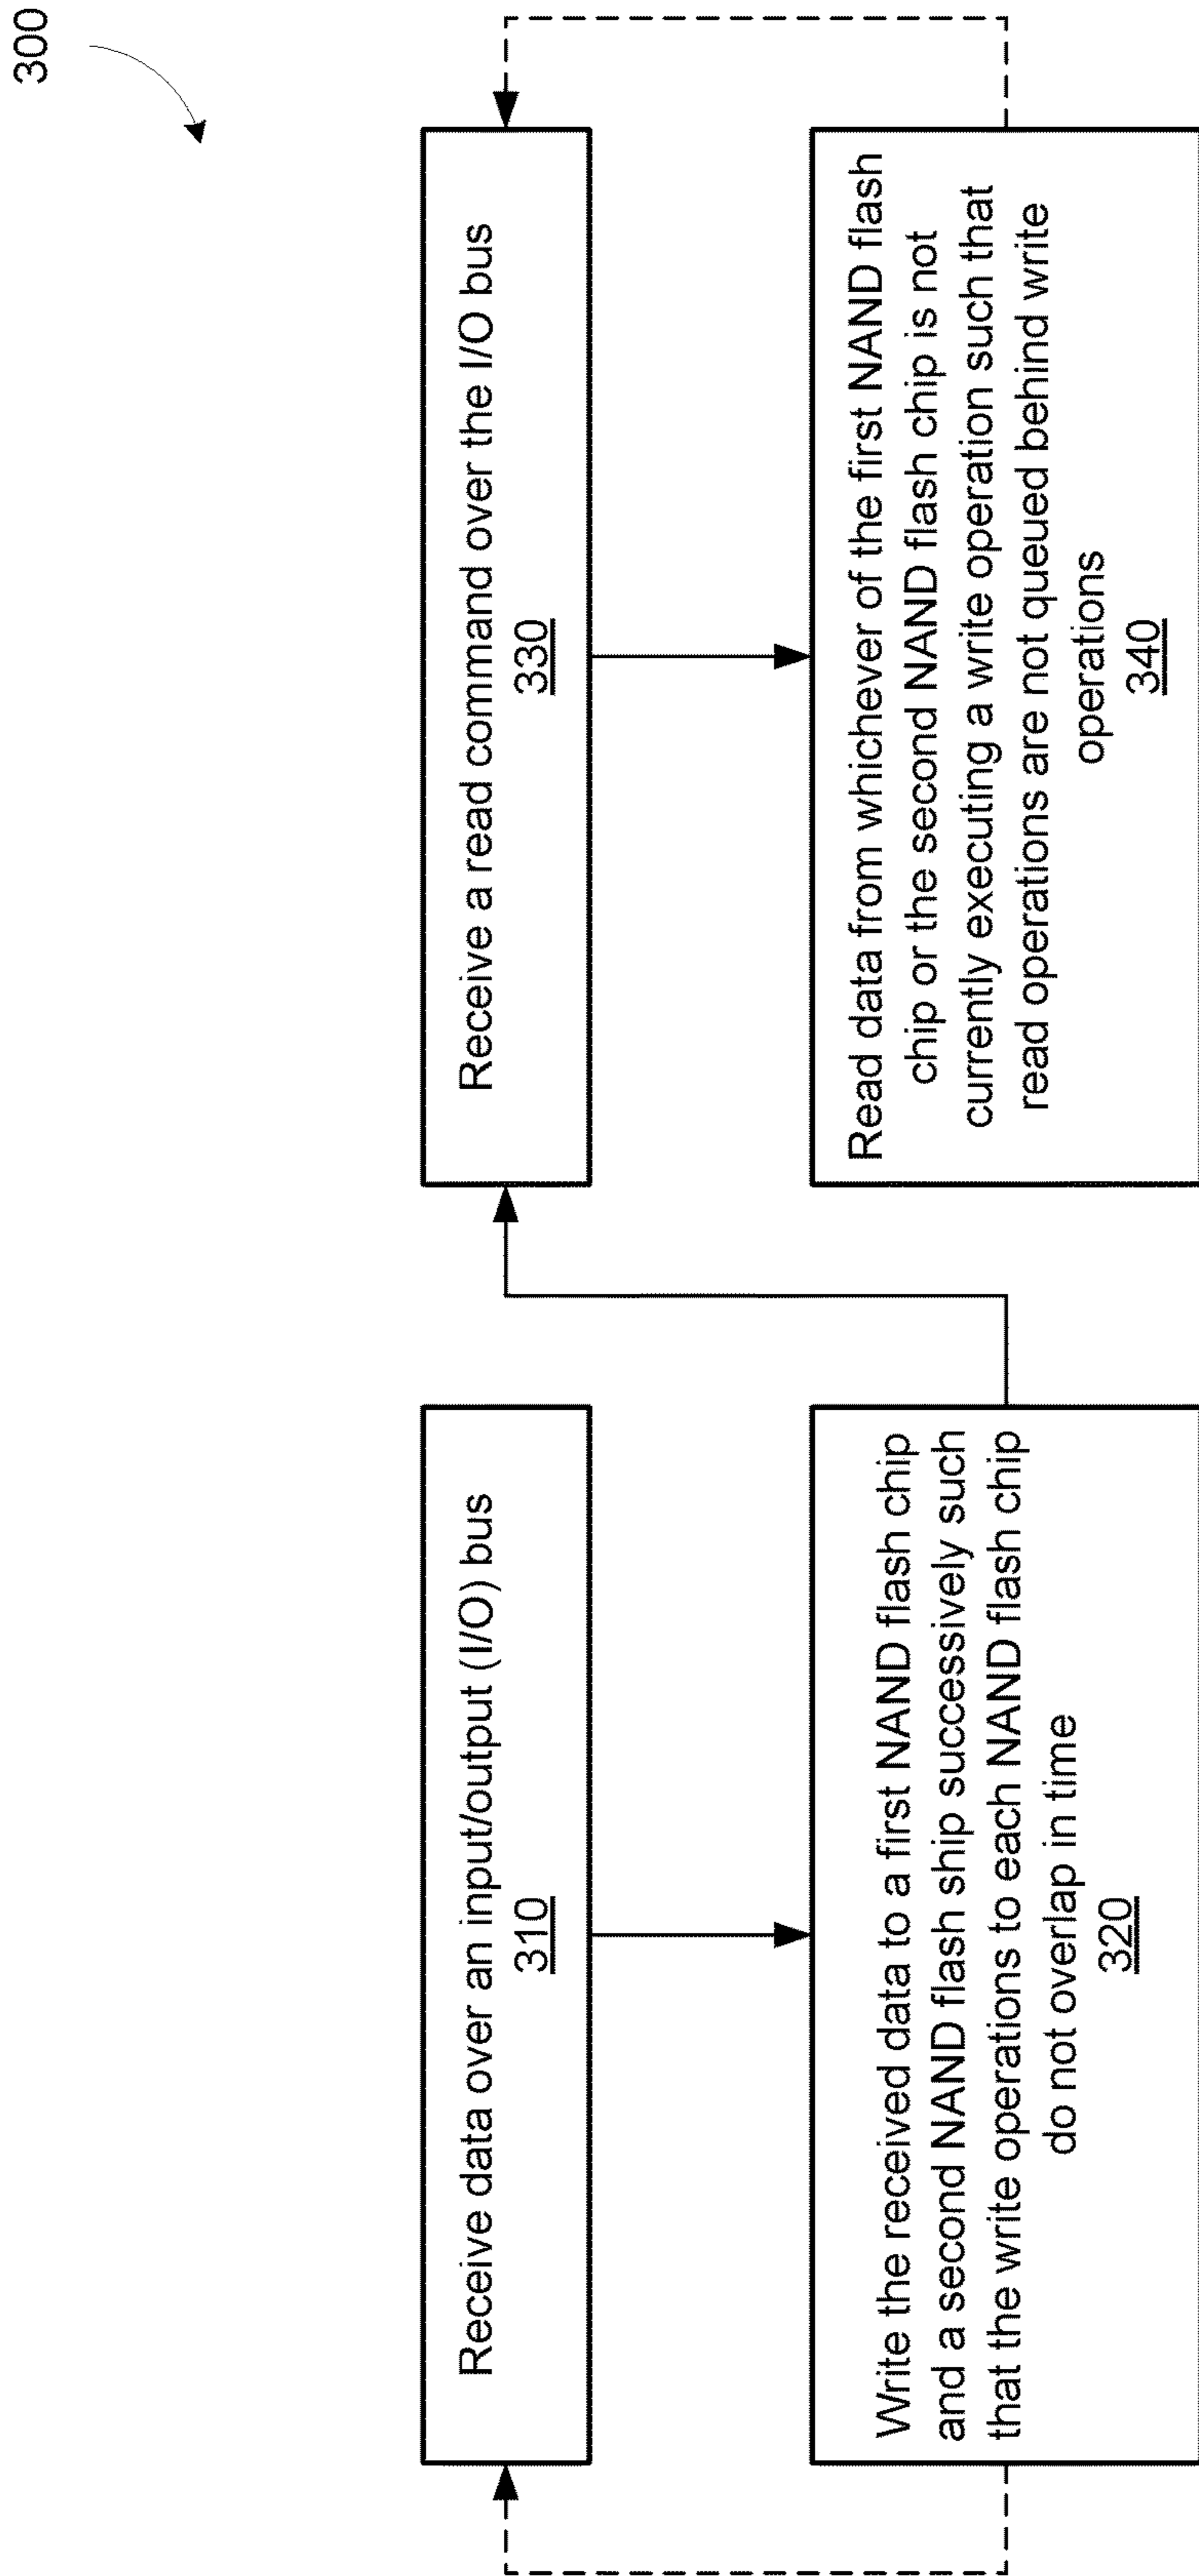 300
Receive data over an input/output (I/O) bus
310
Write the received data to a first NAND flash chip
and a second NAND flash ship successively such
that the write operations to each NAND flash chip
do not overlap in time
320
Receive a read command over the I/O bus
330
Read data from whichever of the first NAND flash
chip or the second NAND flash chip is not
currently executing a write operation such that
read operations are not queued behind write
operations
340